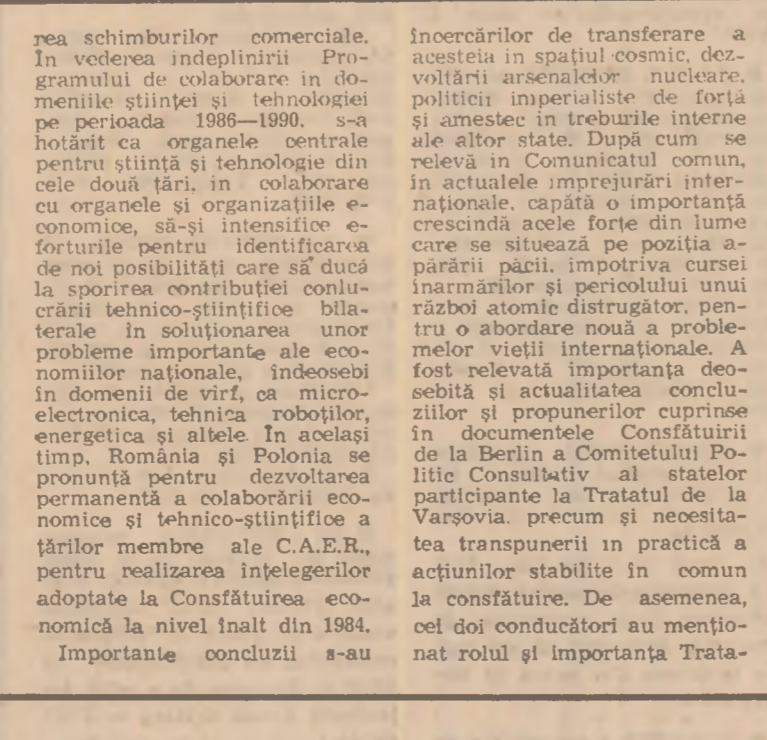 rea schimburilor comerciale.
În vederea indeplinirii Pro-
gramului de colaborare in do-
meniile științei și tehnologiei
pe perioada 1986—1990, s-a
hotărit ca organele centrale
pentru știință și tehnologie din
cele două țări, in colaborare
cu organele și organizațiile e-
conomice, să-și intensifice e-
forturile pentru identificarea
de noi posibilități care să ducă
la sporirea contribuției conlu-
crării tehnico-științifice bila-
terale în soluționarea unor
probleme importante ale eco-
nomiilor naționale, îndeosebi
în domenii de vîrf, ca micro-
electronica, tehnica roboților,
energetica și altele. În același
timp, România și Polonia se
pronunță pentru dezvoltarea
permanentă a colaborării eco-
nomice și tehnico-științifice a
țărilor membre ale C.A.E.R.,
pentru realizarea înțelegerilor
adoptate la Consfătuirea eco-
nomică la nivel înalt din 1984.
Importante concluzii s-au
încercărilor de transferare a
acesteia in spațiul cosmic, dez-
voltării arsenalelor nucleare,
politicii imperialiste de forță
și amestec in treburile interne
ale altor state. După cum se
relevă in Comunicatul comun,
în actualele imprejurări inter-
naționale, capătă o importanță
crescindă acele forțe din lume
care se situează pe poziția a-
părării păcii, impotriva cursei
înarmărilor și pericolului unui
război atomic distrugător, pen-
tru o abordare nouă a proble-
melor vieții internaționale. A
fost relevată importanța deo-
sebită și actualitatea conclu-
ziilor și propunerilor cuprinse
în documentele Consfătuirii
de la Berlin a Comitetului Po-
litic Consultativ al statelor
participante la Tratatul de la
Varșovia, precum și necesita-
tea transpunerii in practică a
acțiunilor stabilite în comun
la consfătuire. De asemenea,
cei doi conducători au mențio-
nat rolul și importanța Trata-